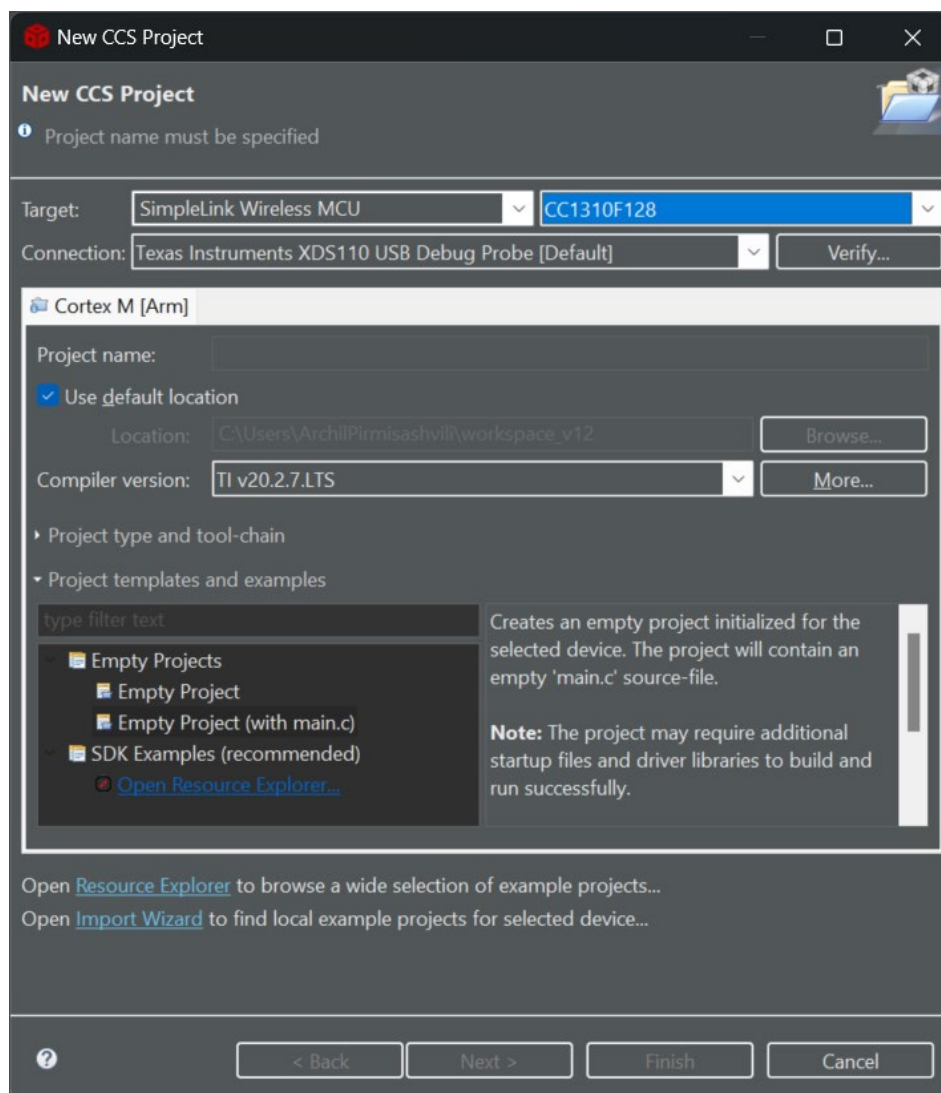 New CCS Project
New CCS Project
Project name must be specified
Target: SimpleLink Wireless MCU CC1310F128
Connection: Texas Instruments XDS110 USB Debug Probe [Default] Verify...
Cortex M [Arm]
Project name:
Use default location
Location: C:\Users\ArchilPirmisashvili\workspace_v12 Browse...
Compiler version: TI v20.2.7.LTS More...
Project type and tool-chain
Project templates and examples
type filter text
Empty Projects
Empty Project
Empty Project (with main.c)
SDK Examples (recommended)
Open Resource Explorer...
Creates an empty project initialized for the
selected device. The project will contain an
empty 'main.c' source-file.
Note: The project may require additional
startup files and driver libraries to build and
run successfully.
Open Resource Explorer to browse a wide selection of example projects...
Open Import Wizard to find local example projects for selected device...
< Back Next > Finish Cancel